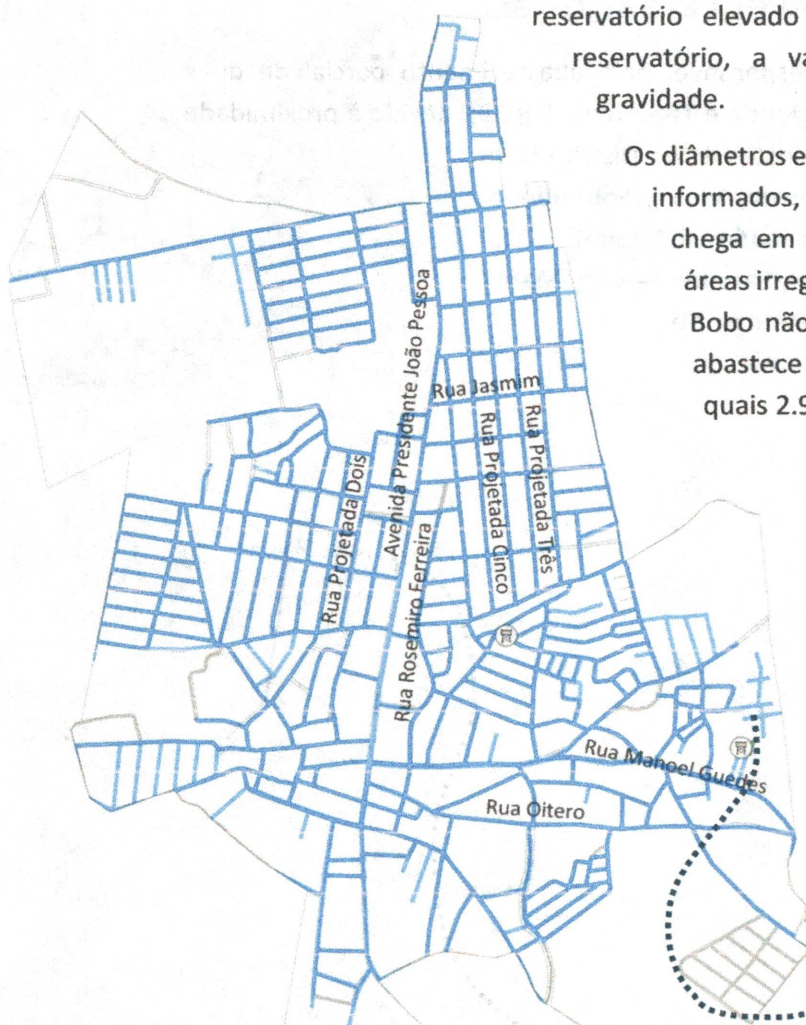 reservatório elevado
reservatório, a va
gravidade.
Os diâmetros e
informados,
chega em
áreas irreg
Bobo não
abastece
quais 2.9
Avenida Presidente João Pessoa
Rua Jasmim
Rua Projetada Dois
Rua Projetada Cinco
Rua Projetada Três
Rua Rosemiro Ferreira
Rua Manoel Guedes
Rua Oitero